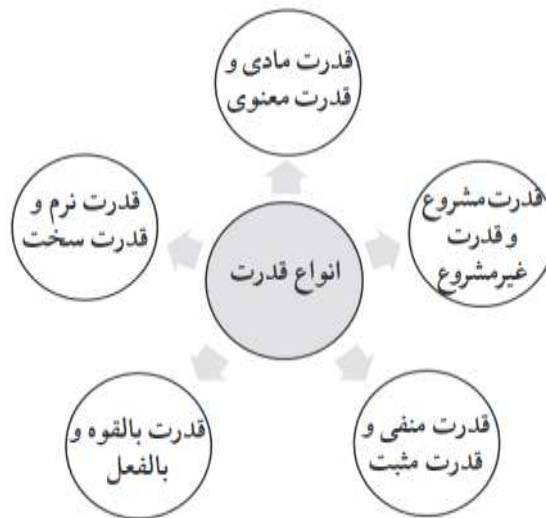 قدرت مادی و
قدرت معنوی
قدرت مشروع
و قدرت
غیرمشروع
قدرت نرم و
قدرت سخت
انواع قدرت
قدرت منفی و
قدرت مثبت
قدرت بالقوه و
بالفعل